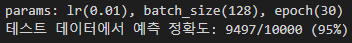 params: lr(0.01), batch_size(128), epoch(30)
테스트 데이터에서 예측 정확도: 9497/10000 (95%)